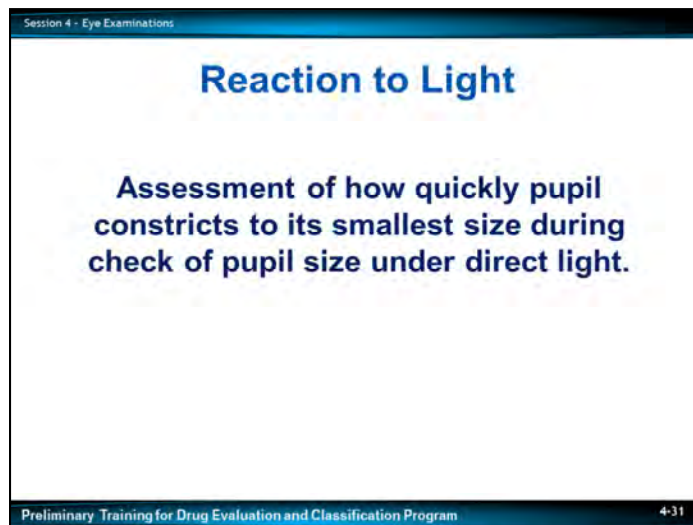 Session 4 - Eye Examinations
Reaction to Light
Assessment of how quickly pupil
constricts to its smallest size during
check of pupil size under direct light.
Preliminary Training for Drug Evaluation and Classification Program 4-31